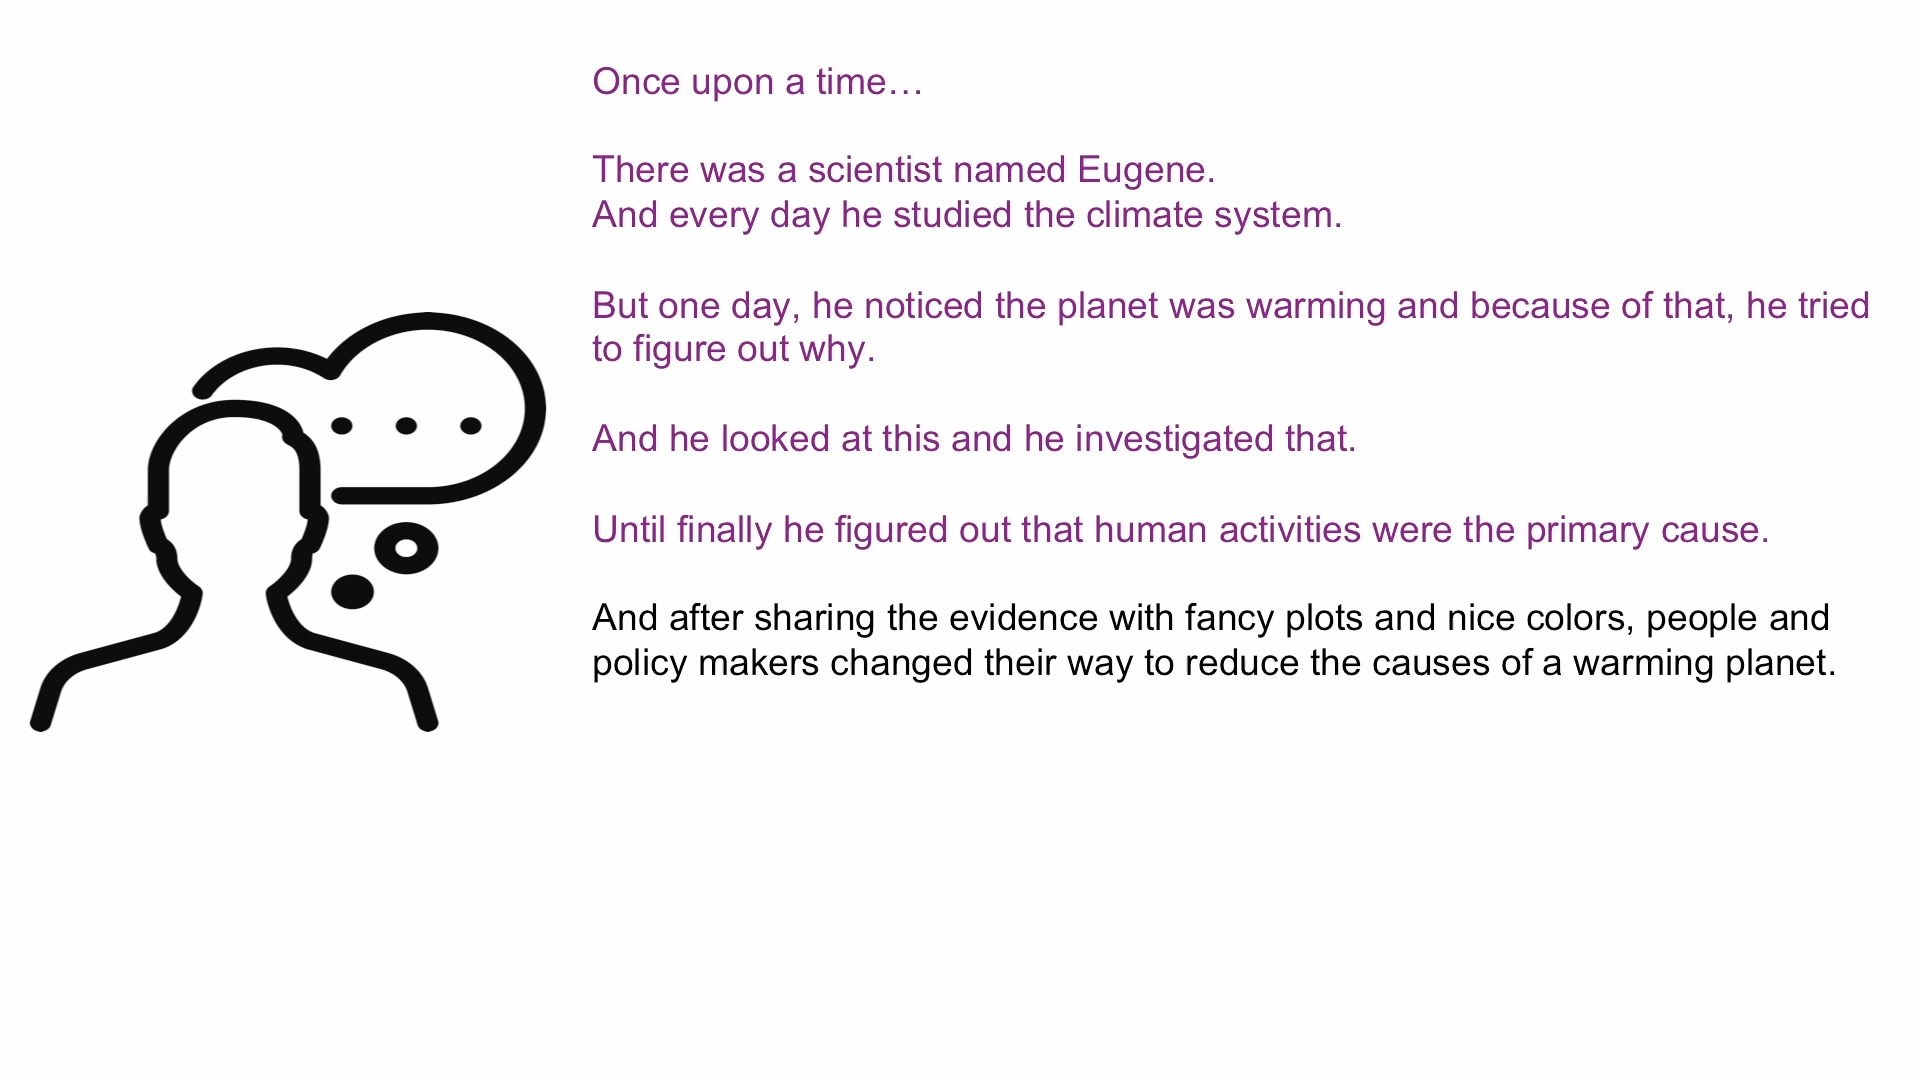 Once upon a time…
There was a scientist named Eugene.
And every day he studied the climate system.
But one day, he noticed the planet was warming and because of that, he tried
to figure out why.
And he looked at this and he investigated that.
Until finally he figured out that human activities were the primary cause.
And after sharing the evidence with fancy plots and nice colors, people and
policy makers changed their way to reduce the causes of a warming planet.